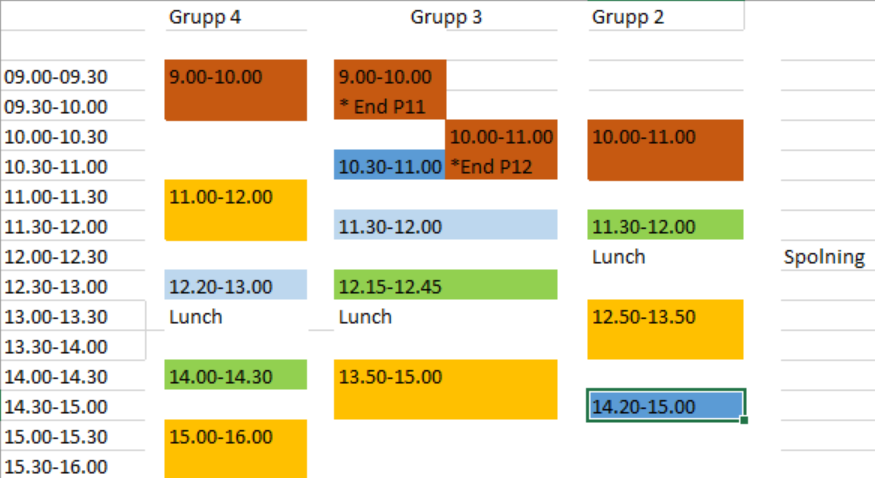 Grupp 4 Grupp 3 Grupp 2
09.00-09.30 9.00-10.00 9.00-10.00
09.30-10.00 * End P11
10.00-10.30 10.00-11.00 10.00-11.00
10.30-11.00 10.30-11.00 *End P12
11.00-11.30 11.00-12.00
11.30-12.00 11.30-12.00 11.30-12.00
12.00-12.30 Lunch Spolning
12.30-13.00 12.20-13.00 12.15-12.45
13.00-13.30 Lunch Lunch 12.50-13.50
13.30-14.00
14.00-14.30 14.00-14.30 13.50-15.00
14.30-15.00 14.20-15.00
15.00-15.30 15.00-16.00
15.30-16.00